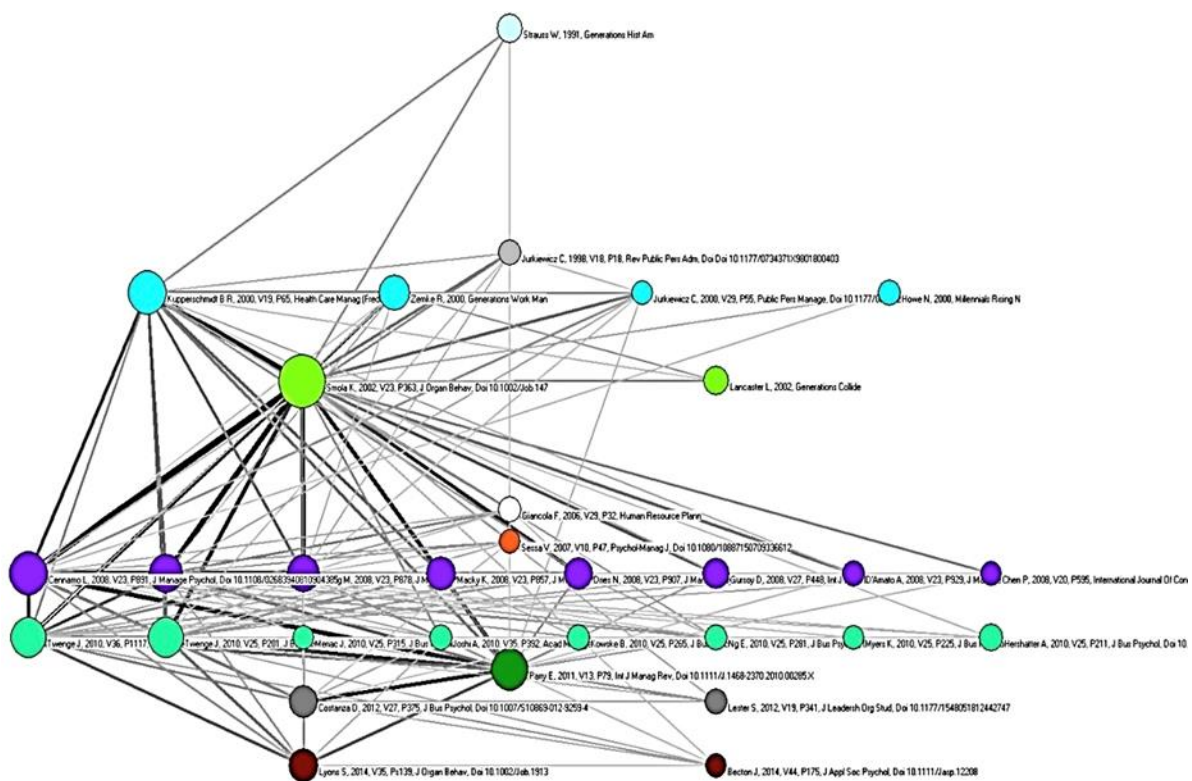 Strauss W, 1991, Generations Hist Am
Jurkiewicz C, 1998, V18, P18, Rev Public Pers Adm, Doi Doi 10.1177/0734371X9801800403
Kupperschmidt B R, 2000, V19, P65, Health Care Manag (Fred
Zemke R, 2000, Generations Work Man
Jurkiewicz C, 2000, V29, P55, Public Pers Manage, Doi 10.1177/
Howe N, 2000, Millennials Rising N
Smola K, 2002, V23, P363, J Organ Behav, Doi 10.1002/Job.147
Lancaster L, 2002, Generations Collide
Giancola F, 2006, V29, P32, Human Resource Plann
Sessa V, 2007, V10, P47, Psychol-Manag J, Doi 10.1080/10887150709336612
Cennamo L, 2008, V23, P891, J Manage Psychol, Doi 10.1108/02683940810904385
M, 2008, V23, P878, J M
Macky K, 2008, V23, P857, J M
Dries N, 2008, V23, P907, J Ma
Gursoy D, 2008, V27, P448, Int J
D'Amato A, 2008, V23, P929, J M
Chen P, 2008, V20, P595, International Journal Of Con
Twenge J, 2010, V36, P1117
Twenge J, 2010, V25, P201, J B
Menac J, 2010, V25, P315, J Bus
Joshi A, 2010, V35, P392, Acad M
Kowske B, 2010, V25, P265, J Bu
Ng E, 2010, V25, P281, J Bus Psy
Myers K, 2010, V25, P225, J Bus
Hershatter A, 2010, V25, P211, J Bus Psychol, Doi 10.
Parry E, 2011, V13, P79, Int J Manag Rev, Doi 10.1111/J.1468-2370.2010.00285.X
Costanza D, 2012, V27, P375, J Bus Psychol, Doi 10.1007/S10869-012-9259-4
Lester S, 2012, V19, P341, J Leadersh Org Stud, Doi 10.1177/1548051812442747
Lyons S, 2014, V35, Ps139, J Organ Behav, Doi 10.1002/Job.1913
Becton J, 2014, V44, P175, J Appl Soc Psychol, Doi 10.1111/Jasp.12208